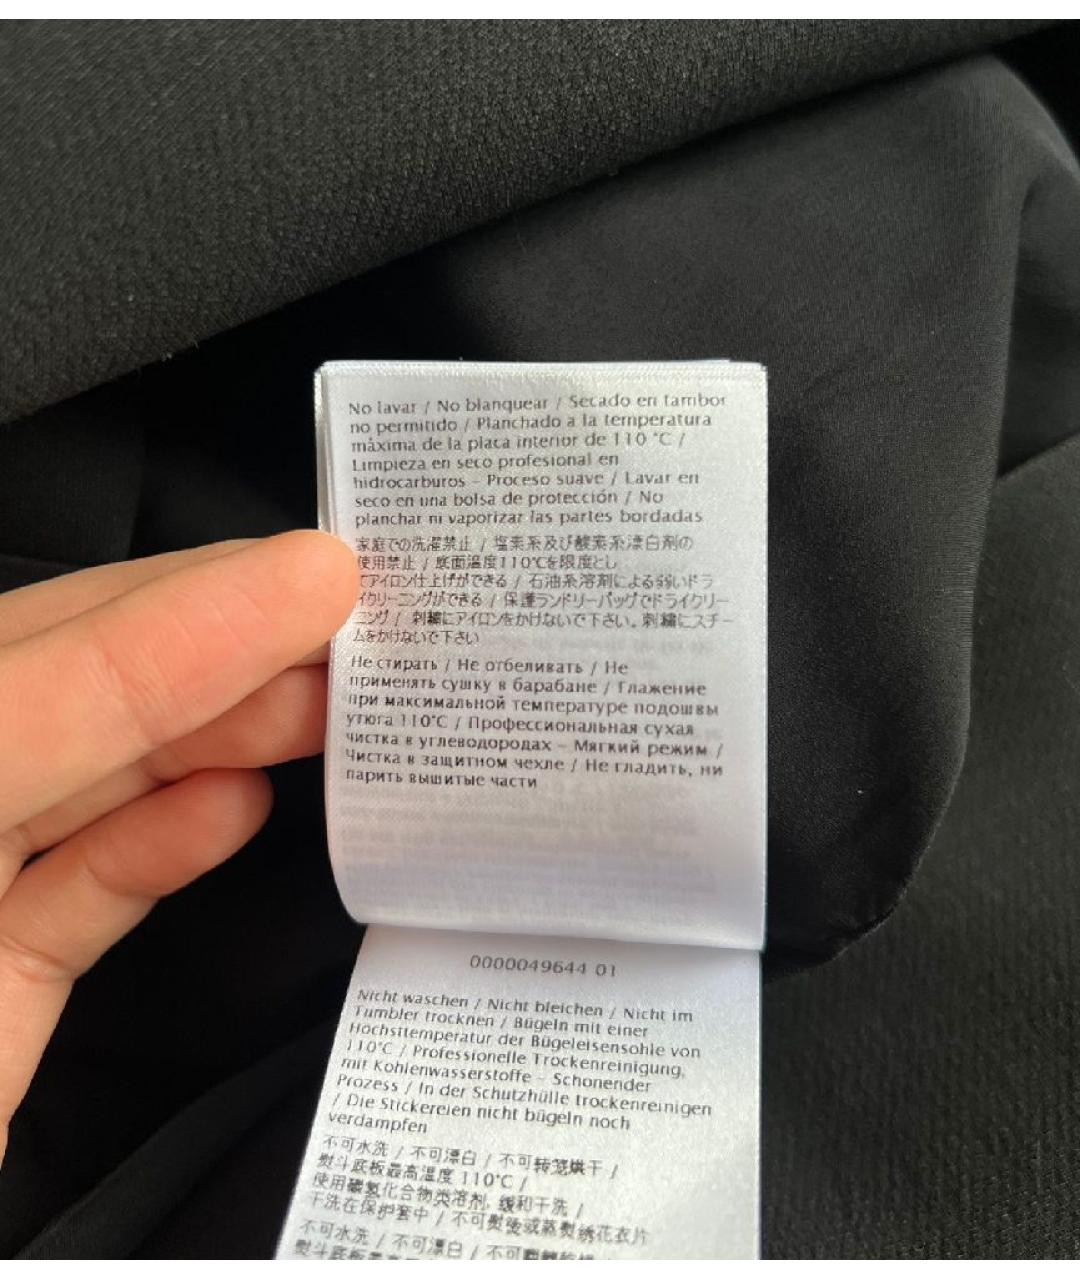 No lavar / No blanquear / Secado en tambor
no permitido / Planchado a la temperatura
máxima de la placa interior de 110 °C /
Limpieza en seco profesional en
hidrocarburos - Proceso suave / Lavar en
seco en una bolsa de protección / No
planchar ni vaporizar las partes bordadas
家庭での洗濯禁止 / 塩素系及び酸素系漂白剤の
使用禁止 / 底面温度110℃を限度とし
てアイロン仕上げができる / 石油系溶剤による弱いドラ
イクリーニングができる / 保護ランドリーバッグでドライクリー
ニング / 刺繍にアイロンをかけないで下さい。刺繍にスチー
ムをかけないで下さい
Не стирать / Не отбеливать / Не
применять сушку в барабане / Глажение
при максимальной температуре подошвы
утюга 110°C / Профессиональная сухая
чистка в углеводородах – Мягкий режим /
Чистка в защитном чехле / Не гладить, ни
парить вышитые части
0000049644 01
Nicht waschen / Nicht bleichen / Nicht im
Tumbler trocknen / Bügeln mit einer
Höchsttemperatur der Bügeleisensohle von
110°C / Professionelle Trockenreinigung,
mit Kohlenwasserstoffe - Schonender
Prozess / In der Schutzhülle trockenreinigen
/ Die Stickereien nicht bügeln noch
verdampfen
不可水洗 / 不可漂白 / 不可转笼烘干 /
熨斗底板最高温度 110℃ /
使用碳氢化合物类溶剂, 缓和干洗 /
干洗在保护套中 / 不可熨後或蒸熨绣花衣片
不可水洗 / 不可漂白 / 不可